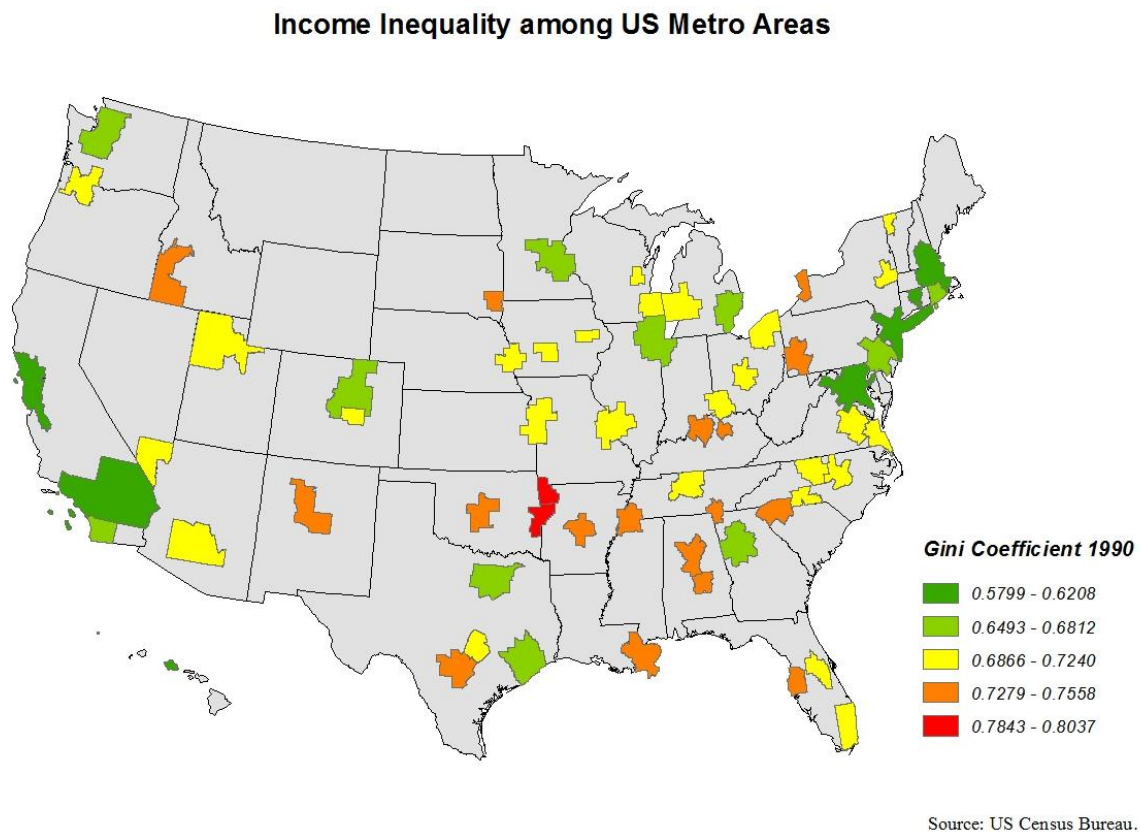 Income Inequality among US Metro Areas
Gini Coefficient 1990
0.5799 - 0.6208
0.6493 - 0.6812
0.6866 - 0.7240
0.7279 - 0.7558
0.7843 - 0.8037
Source: US Census Bureau.